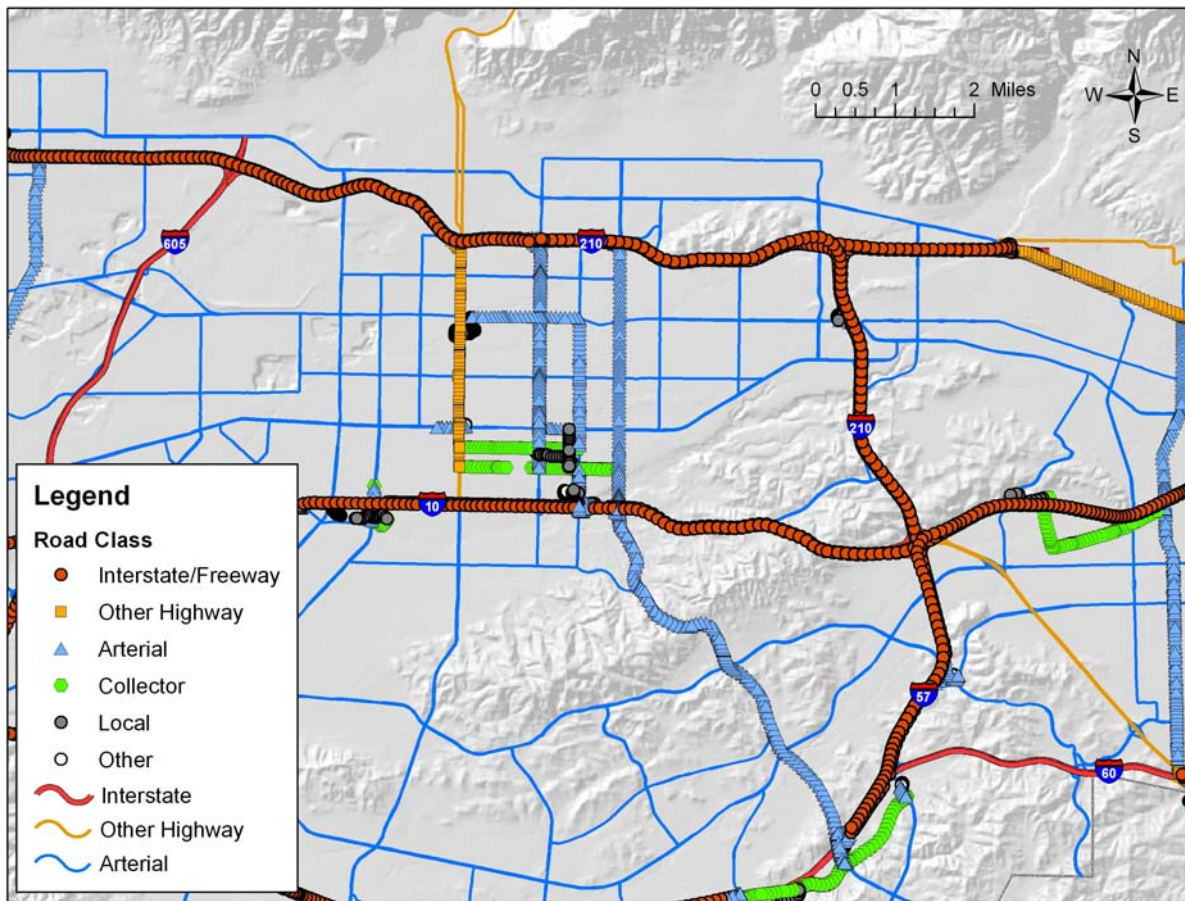 N
0 0.5 1 2 Miles
W E
S
605
210
210
10
57
60
Legend
Road Class
Interstate/Freeway
Other Highway
Arterial
Collector
Local
Other
Interstate
Other Highway
Arterial